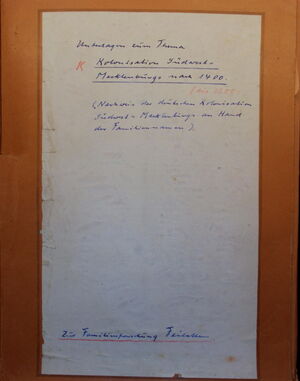 Unterlagen zum Thema
K Kolonisation Südwest-
Mecklenburgs nach 1400.
(Nachweis der deutschen Kolonisation
Südwest-Mecklenburgs an Hand
der Familiennamen).
Zur Familienforschung